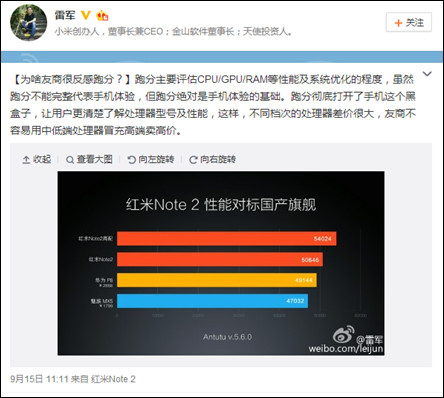 雷军
小米创办人，董事长兼CEO；金山软件董事长；天使投资人。
+ 关注
【为啥友商很反感跑分？】跑分主要评估CPU/GPU/RAM等性能及系统优化的程度，虽然
跑分不能完整代表手机体验，但跑分绝对是手机体验的基础。跑分彻底打开了手机这个黑
盒子，让用户更清楚了解处理器型号及性能，这样，不同档次的处理器差价很大，友商不
容易用中低端处理器冒充高端卖高价。
收起 查看大图 向左旋转 向右旋转
红米Note 2 性能对标国产旗舰
红米Note2高配 54024
红米Note2 50646
华为 P8 49144
魅族 MX5 47032
Antutu v.5.6.0
@雷军
weibo.com/leijun
9月15日 11:11 来自 红米Note 2